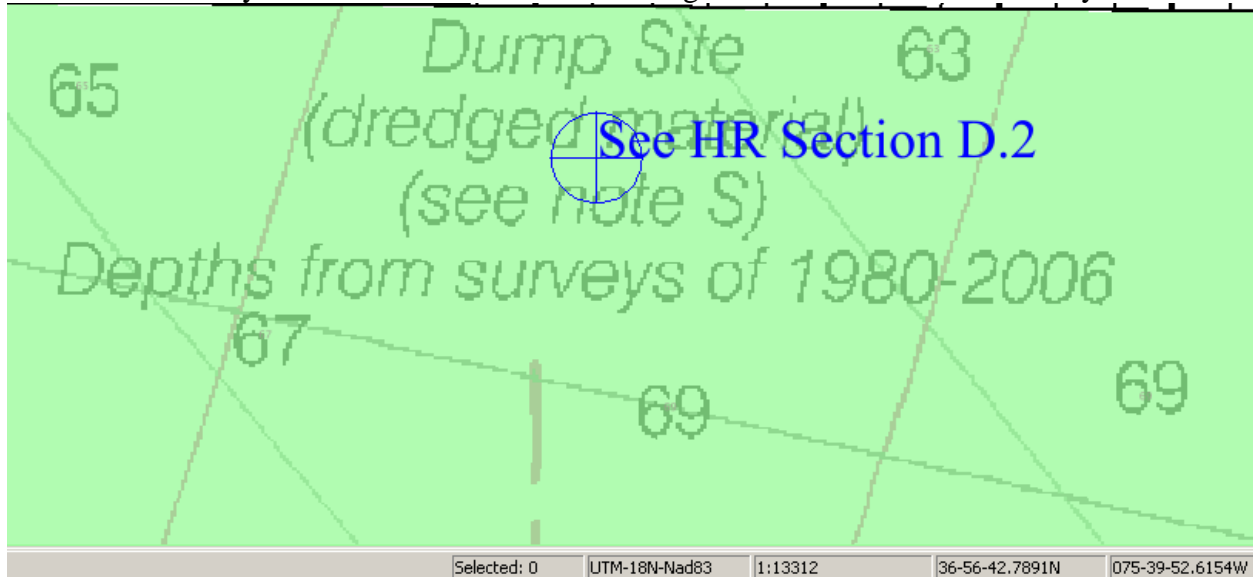 Dump Site
65
63
(dredged material)
See HR Section D.2
(see note S)
Depths from surveys of 1980-2006
67
69
69
Selected: 0 UTM-18N-Nad83 1:13312 36-56-42.7891N 075-39-52.6154W